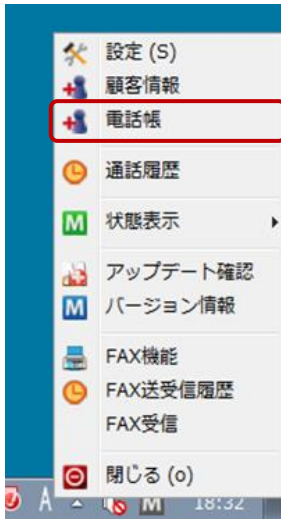 設定 (S)
顧客情報
電話帳
通話履歴
M 状態表示
アップデート確認
M バージョン情報
FAX機能
FAX送受信履歴
FAX受信
閉じる (o)
A M 18:32